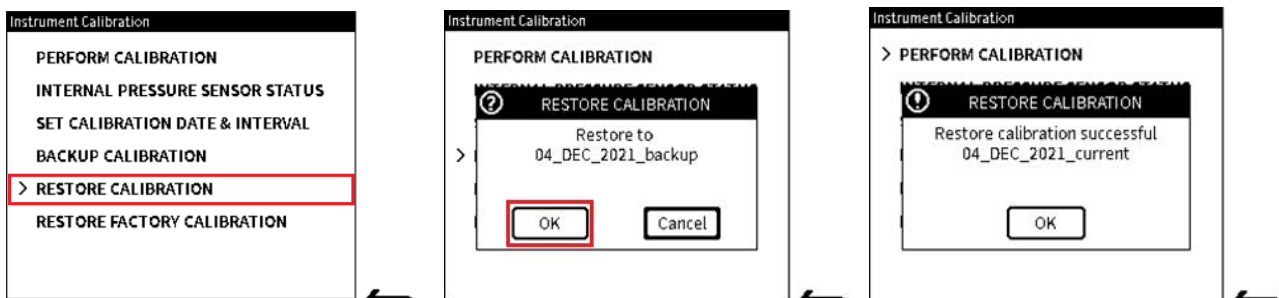 Instrument Calibration
PERFORM CALIBRATION
INTERNAL PRESSURE SENSOR STATUS
SET CALIBRATION DATE & INTERVAL
BACKUP CALIBRATION
> RESTORE CALIBRATION
RESTORE FACTORY CALIBRATION
Instrument Calibration
PERFORM CALIBRATION
RESTORE CALIBRATION
Restore to
04_DEC_2021_backup
OK Cancel
Instrument Calibration
> PERFORM CALIBRATION
RESTORE CALIBRATION
Restore calibration successful
04_DEC_2021_current
OK